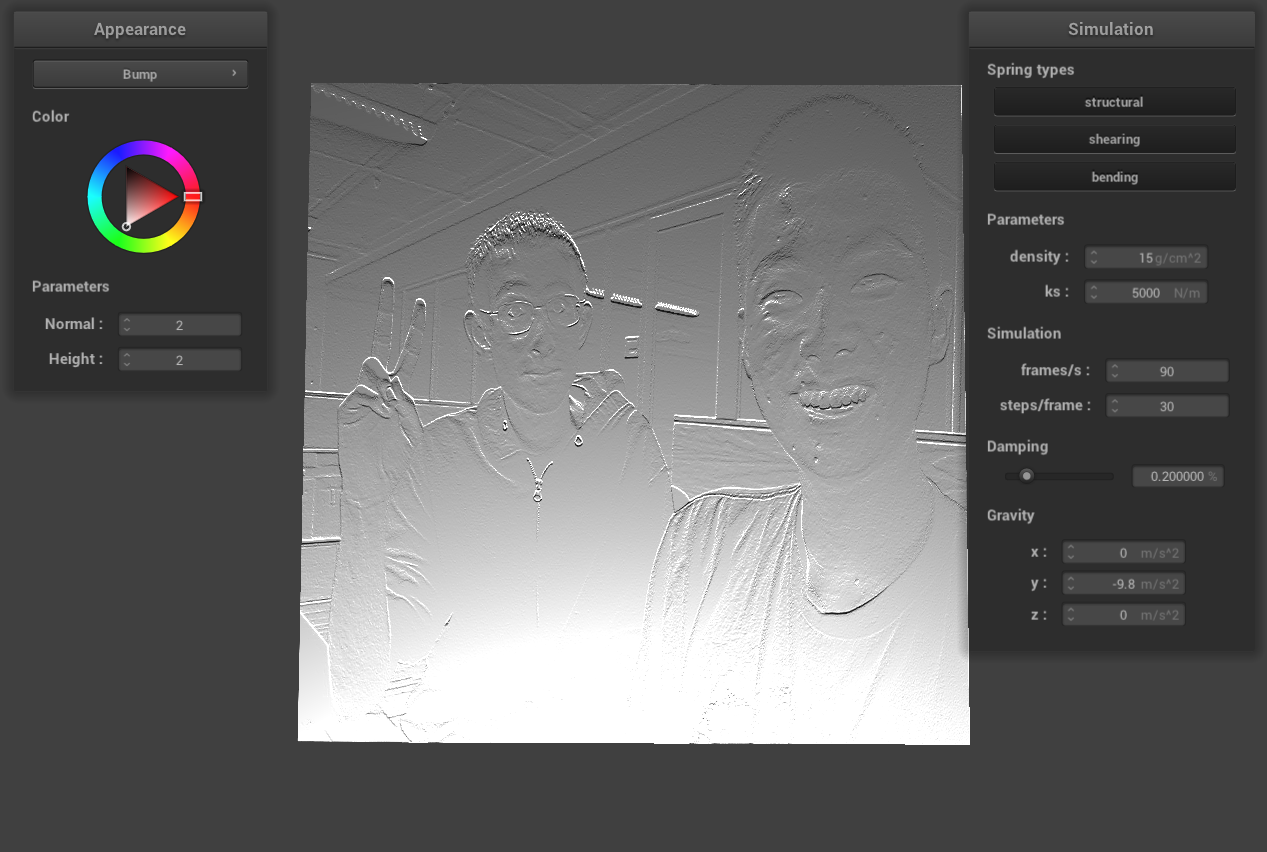 Appearance
Bump
Color
Parameters
Normal : 2
Height : 2
Simulation
Spring types
structural
shearing
bending
Parameters
density : 15 g/cm^2
ks : 5000 N/m
Simulation
frames/s : 90
steps/frame : 30
Damping
0.200000 %
Gravity
x : 0 m/s^2
y : -9.8 m/s^2
z : 0 m/s^2